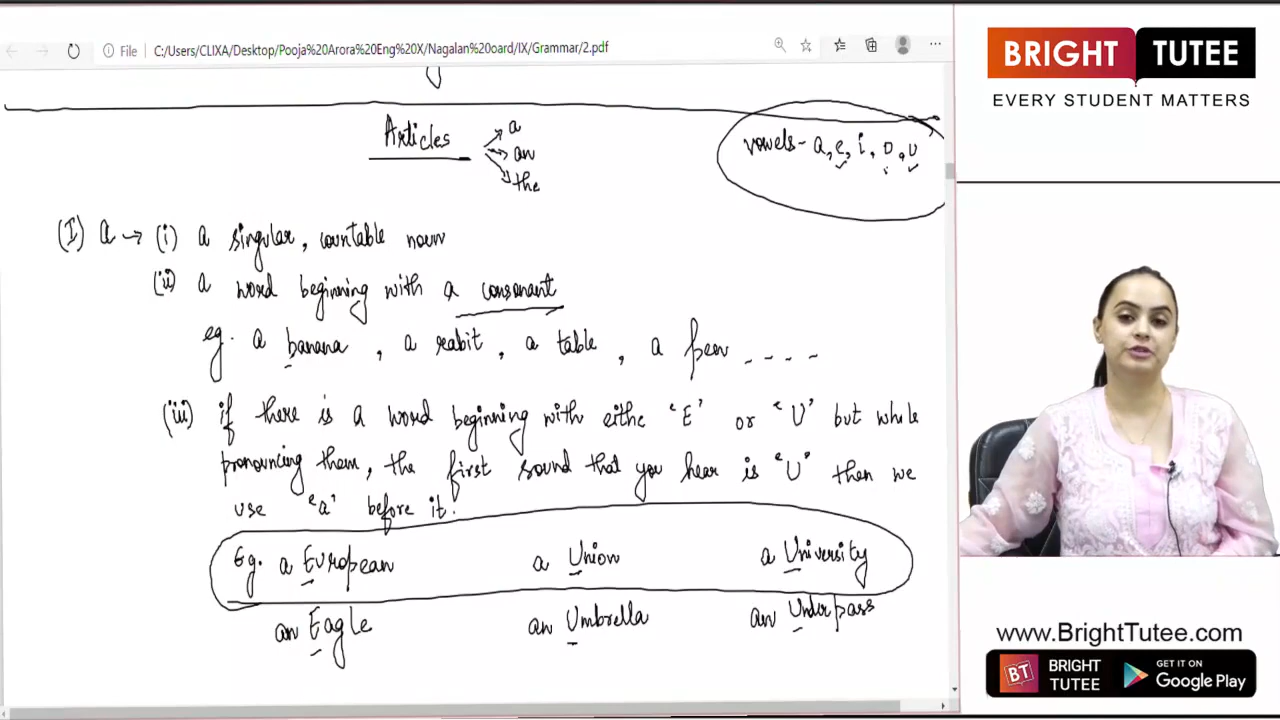 File C:/Users/CLIXA/Desktop/Pooja%20Arora%20Eng%20X/Nagalan%20oard/IX/Grammar/2.pdf
BRIGHT TUTEE
EVERY STUDENT MATTERS
Articles
a
an
the
vowels - a, e, i, o, u
(I) a → (i) a singular, countable noun
(ii) a word beginning with a consonant
eg. a banana, a rabit, a table, a pen ----
(iii) if there is a word beginning with eithe 'E' or 'U' but while
pronouncing them, the first sound that you hear is 'U' then we
use 'a' before it.
Eg. a European a Union a University
an Eagle an Umbrella an Underpass
www.BrightTutee.com
BT BRIGHT TUTEE
GET IT ON
Google Play